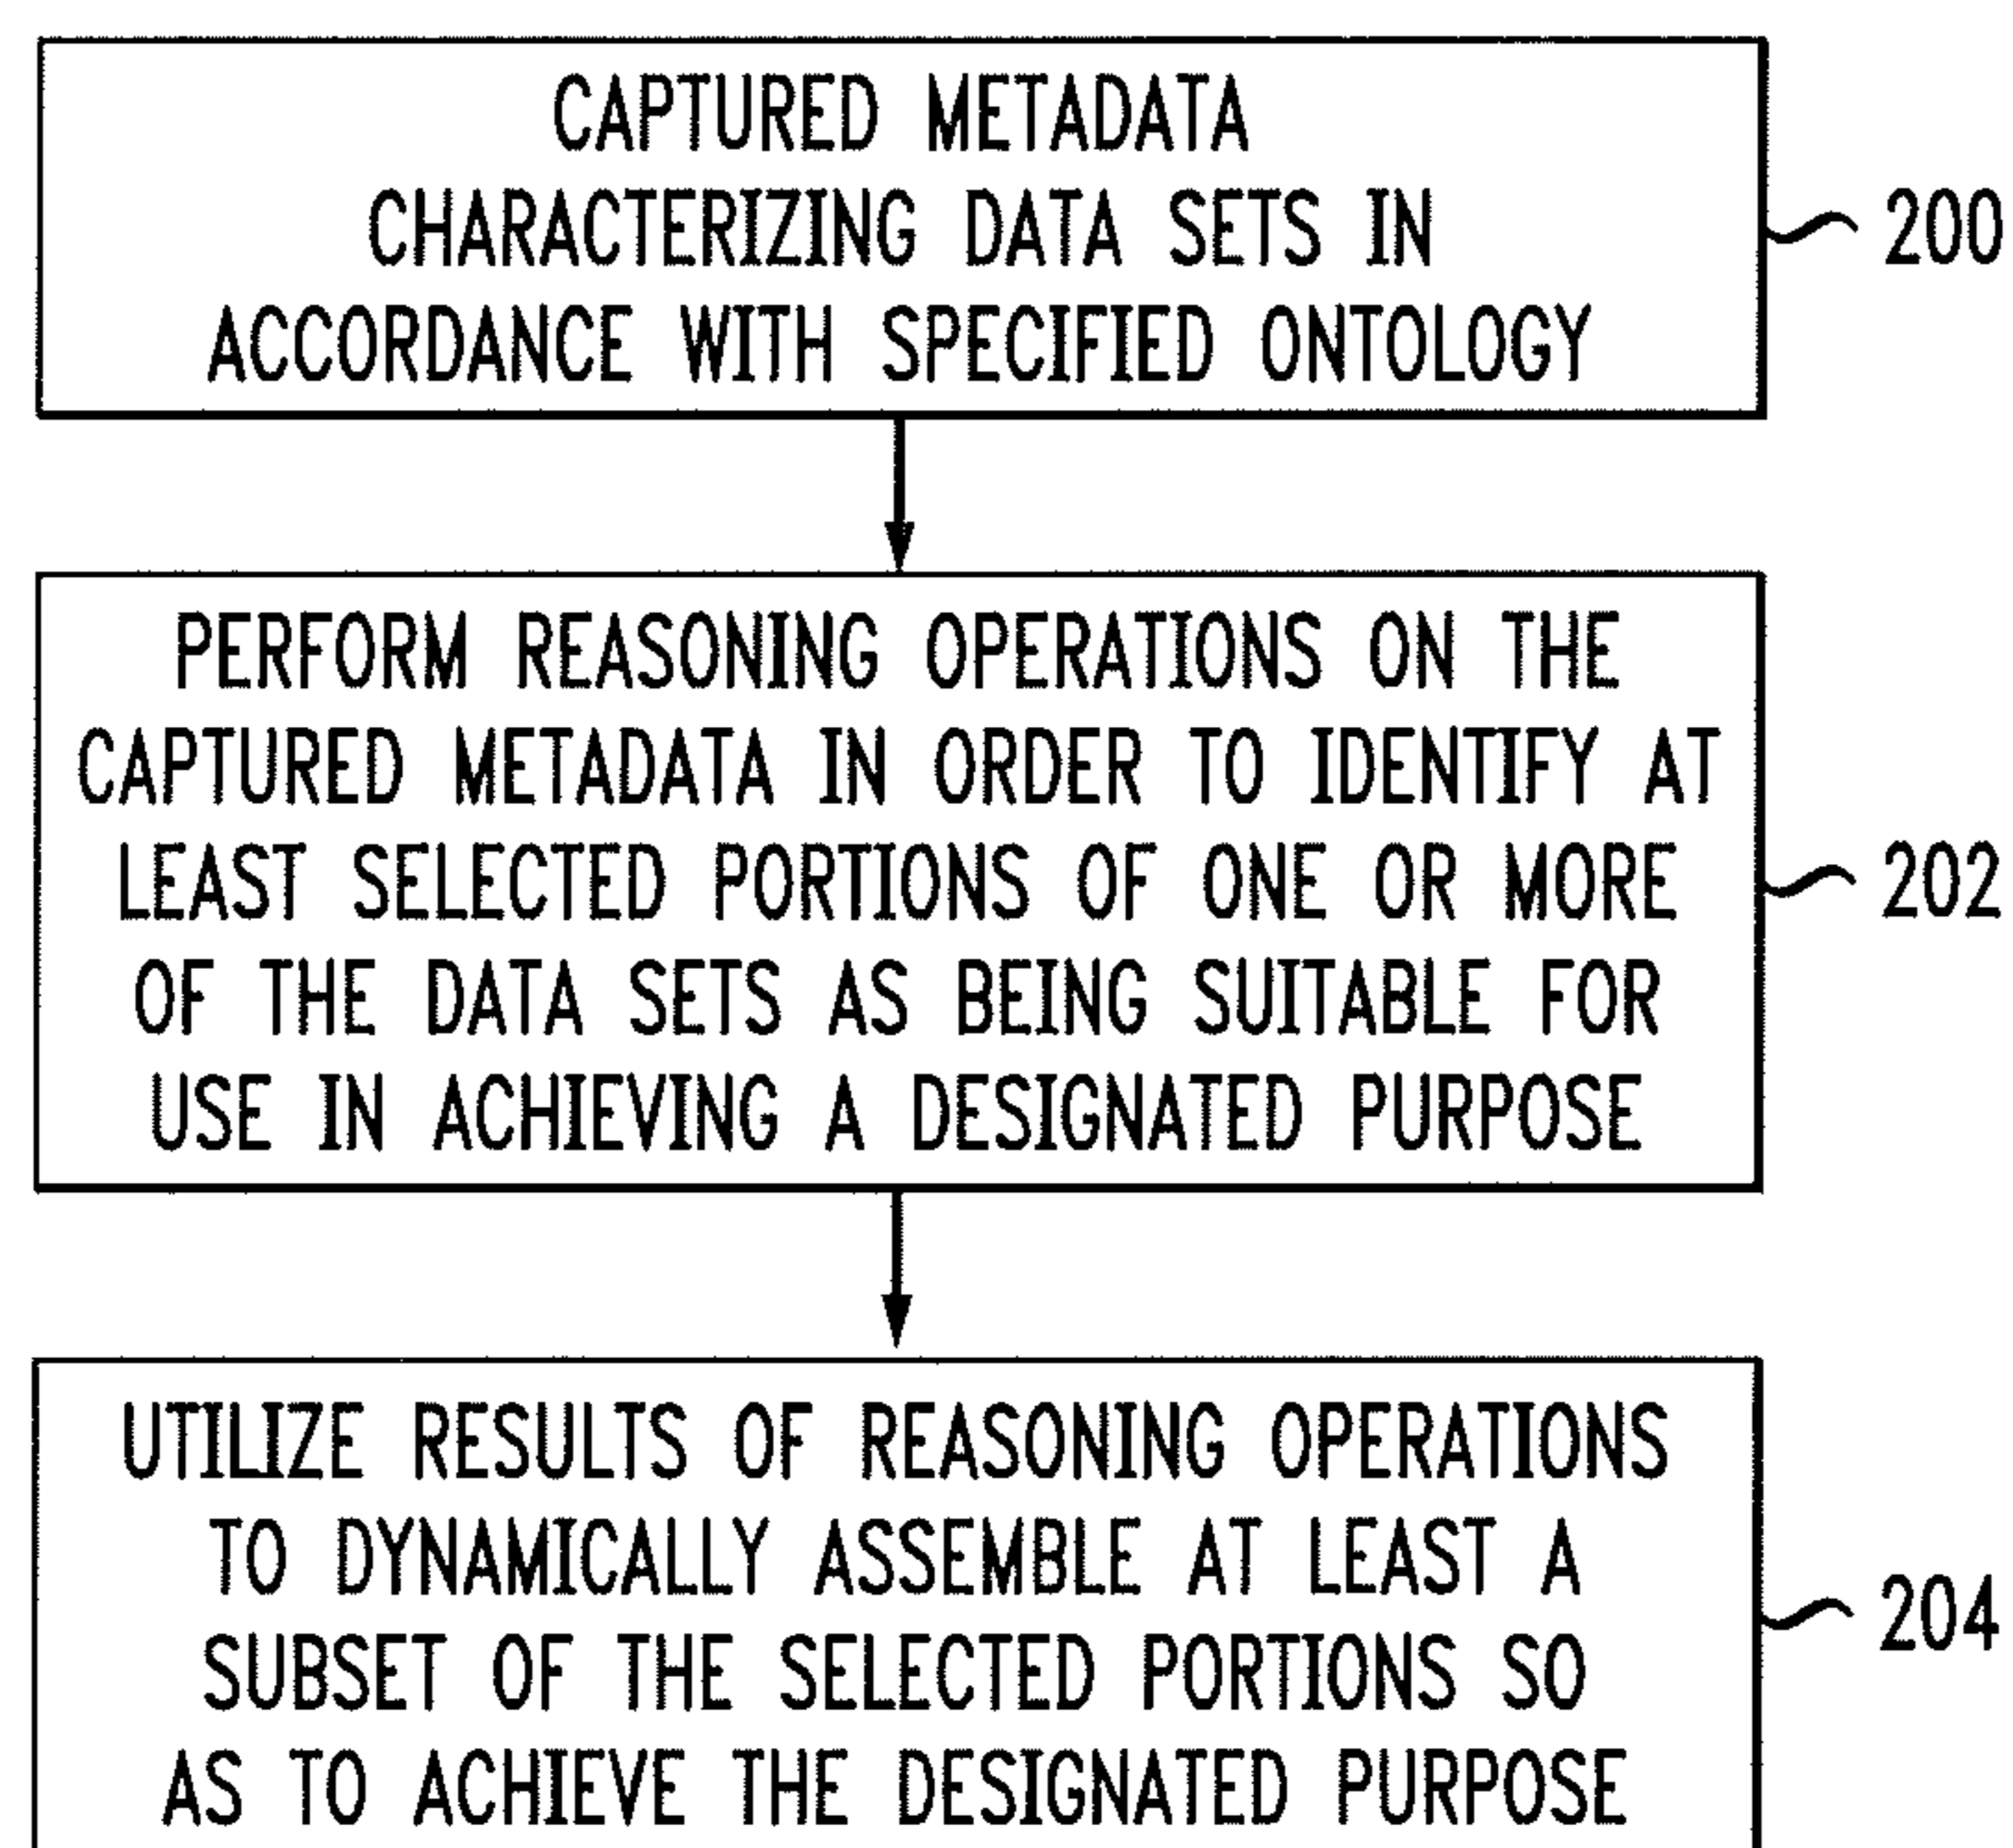 CAPTURED METADATA
CHARACTERIZING DATA SETS IN
ACCORDANCE WITH SPECIFIED ONTOLOGY
200
PERFORM REASONING OPERATIONS ON THE
CAPTURED METADATA IN ORDER TO IDENTIFY AT
LEAST SELECTED PORTIONS OF ONE OR MORE
OF THE DATA SETS AS BEING SUITABLE FOR
USE IN ACHIEVING A DESIGNATED PURPOSE
202
UTILIZE RESULTS OF REASONING OPERATIONS
TO DYNAMICALLY ASSEMBLE AT LEAST A
SUBSET OF THE SELECTED PORTIONS SO
AS TO ACHIEVE THE DESIGNATED PURPOSE
204